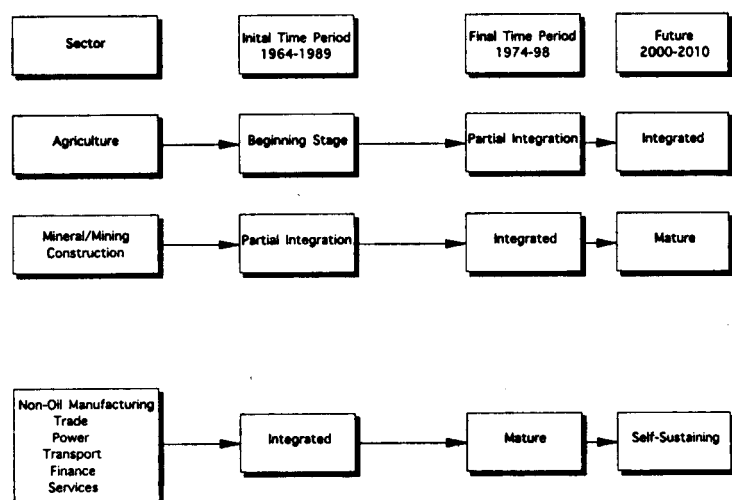 Sector
Inital Time Period
1964-1989
Final Time Period
1974-98
Future
2000-2010
Agriculture
Beginning Stage
Partial Integration
Integrated
Mineral/Mining
Construction
Partial Integration
Integrated
Mature
Non-Oil Manufacturing
Trade
Power
Transport
Finance
Services
Integrated
Mature
Self-Sustaining